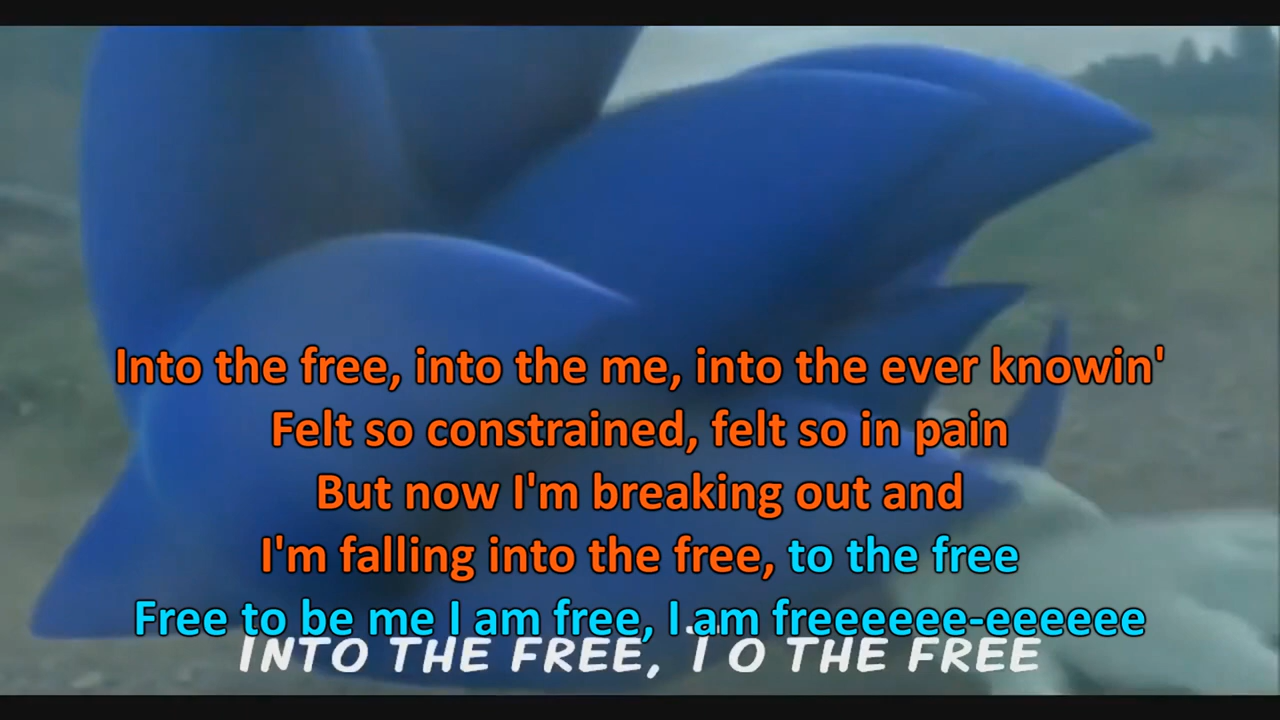 Into the free, into the me, into the ever knowin'
Felt so constrained, felt so in pain
But now I'm breaking out and
I'm falling into the free, to the free
Free to be me I am free, I am freeeeeee-eeeeee
INTO THE FREE, TO THE FREE